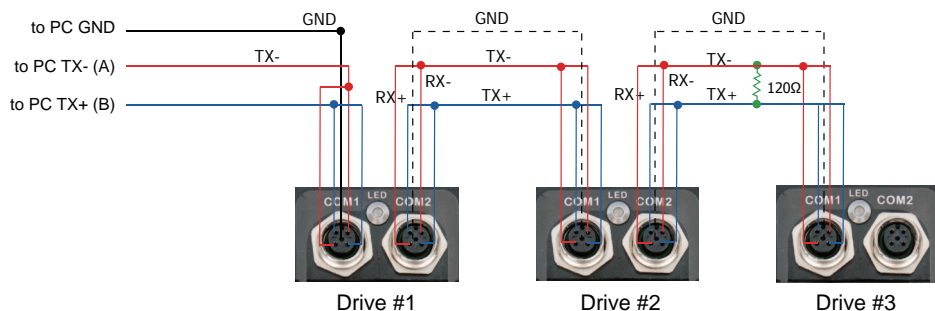 to PC GND
GND
GND
GND
to PC TX- (A)
TX-
TX-
TX-
RX-
RX-
to PC TX+ (B)
RX+
TX+
RX+
TX+
120Ω
COM1
LED
COM2
COM1
LED
COM2
COM1
LED
COM2
Drive #1
Drive #2
Drive #3